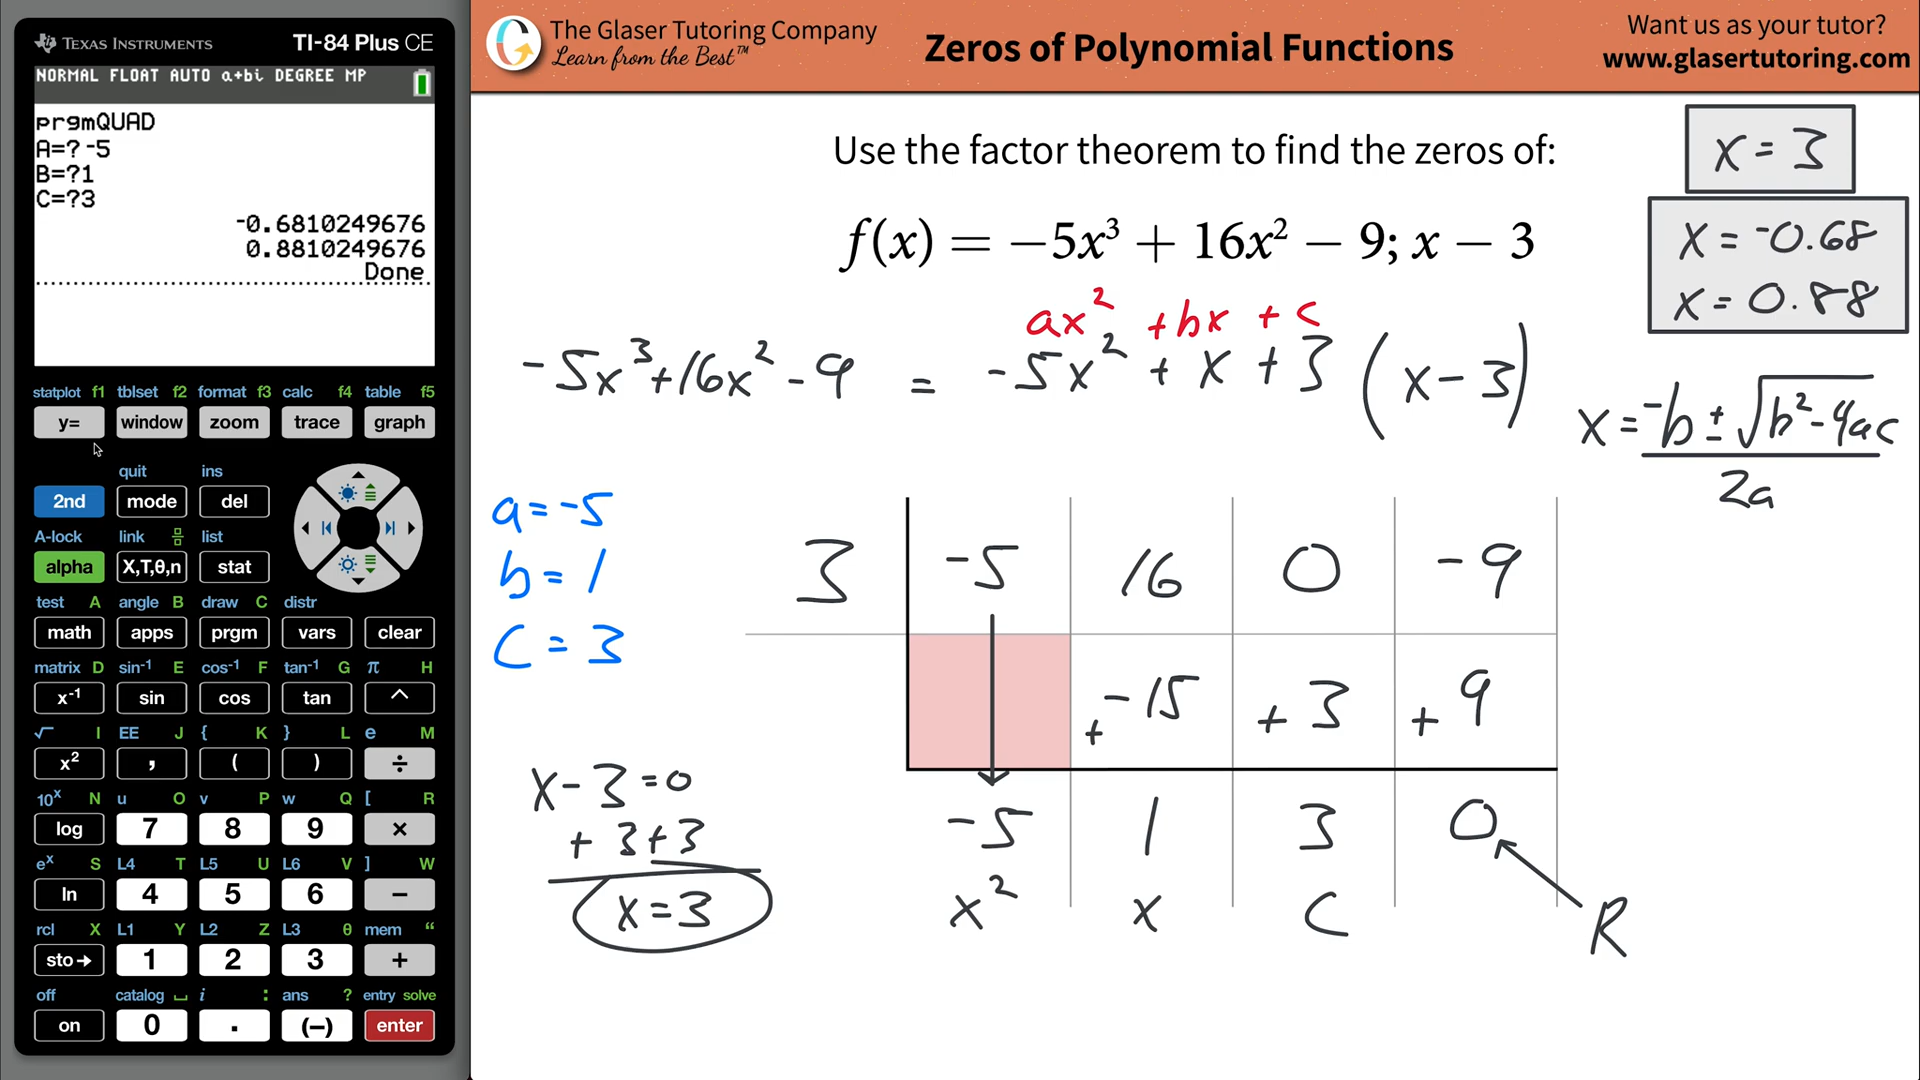 TEXAS INSTRUMENTS TI-84 Plus CE
NORMAL FLOAT AUTO a+bi DEGREE MP
prgmQUAD
A=? -5
B=?1
C=?3
-0.6810249676
0.8810249676
Done
statplot f1 tblset f2 format f3 calc f4 table f5
y= window zoom trace graph
quit ins
2nd mode del
A-lock link list
alpha X,T,θ,n stat
test A angle B draw C distr
math apps prgm vars clear
matrix D sin⁻¹ E cos⁻¹ F tan⁻¹ G π H
x⁻¹ sin cos tan ^
√ I EE J { K } L e M
x² , ( ) ÷
10ˣ N u O v P w Q [ R
log 7 8 9 ×
eˣ S L4 T L5 U L6 V ] W
ln 4 5 6 −
rcl X L1 Y L2 Z L3 θ mem “
sto→ 1 2 3 +
off catalog ⎵ i : ans ? entry solve
on 0 . (−) enter
The Glaser Tutoring Company
Learn from the Best™
Zeros of Polynomial Functions
Want us as your tutor?
www.glasertutoring.com
Use the factor theorem to find the zeros of:
f(x) = −5x³ + 16x² − 9; x − 3
x = 3
x = -0.68
x = 0.88
ax² + bx + c
-5x³ + 16x² - 9 = -5x² + x + 3 (x - 3)
x = -b ± √b² - 4ac
2a
a = -5
b = 1
c = 3
3 -5 16 0 -9
+ -15 + 3 + 9
-5 1 3 0
x² x C R
x - 3 = 0
+ 3 + 3
x = 3